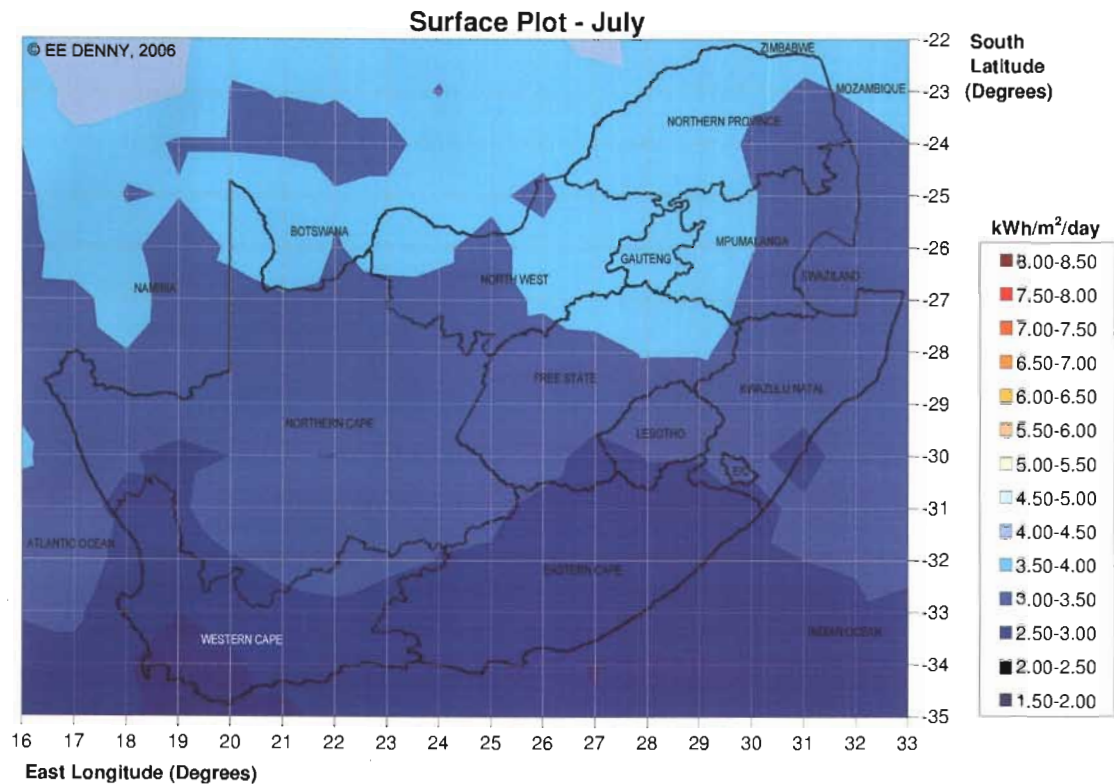 Surface Plot - July
© EE DENNY, 2006
ZIMBABWE
MOZAMBIQUE
NORTHERN PROVINCE
BOTSWANA
MPUMALANGA
GAUTENG
NAMIBIA
NORTH WEST
SWAZILAND
FREE STATE
KWAZULU NATAL
NORTHERN CAPE
LESOTHO
E/C
ATLANTIC OCEAN
EASTERN CAPE
WESTERN CAPE
INDIAN OCEAN
-22
-23
-24
-25
-26
-27
-28
-29
-30
-31
-32
-33
-34
-35
South
Latitude
(Degrees)
kWh/m²/day
8.00-8.50
7.50-8.00
7.00-7.50
6.50-7.00
6.00-6.50
5.50-6.00
5.00-5.50
4.50-5.00
4.00-4.50
3.50-4.00
3.00-3.50
2.50-3.00
2.00-2.50
1.50-2.00
16 17 18 19 20 21 22 23 24 25 26 27 28 29 30 31 32 33
East Longitude (Degrees)